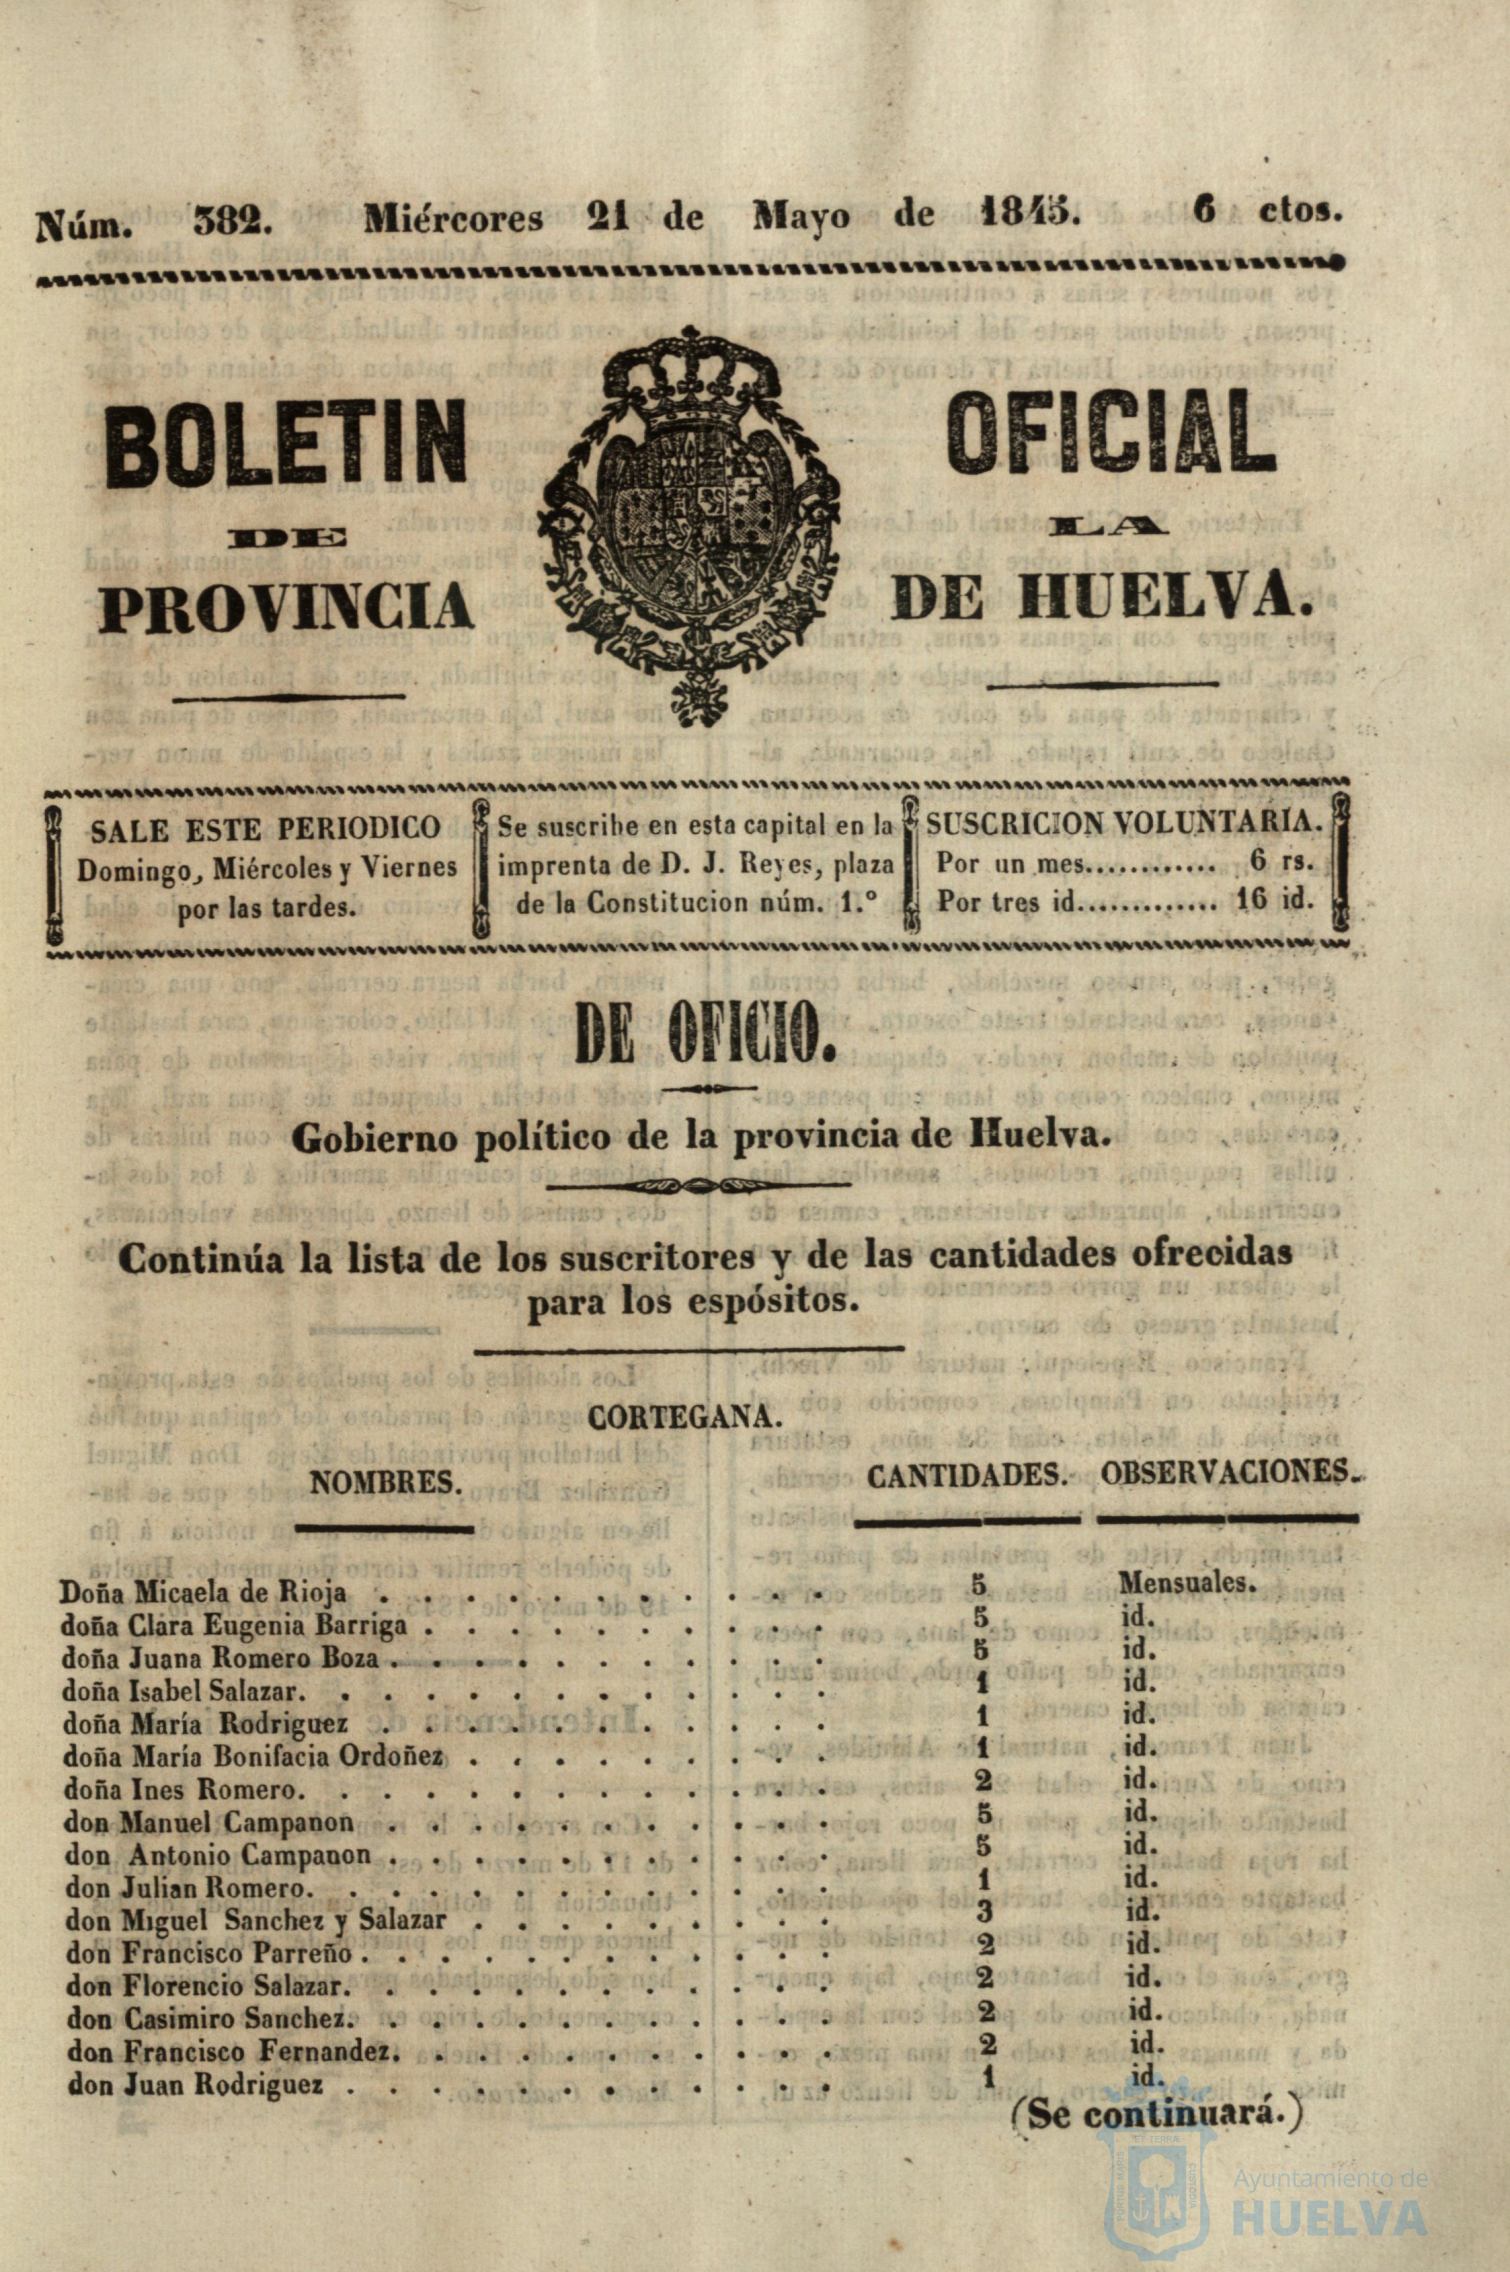 Núm. 382. Miércores 21 de Mayo de 1845. 6 ctos.
BOLETIN OFICIAL
DE LA
PROVINCIA DE HUELVA.
SALE ESTE PERIODICO
Domingo, Miércoles y Viernes
por las tardes.
Se suscribe en esta capital en la
imprenta de D. J. Reyes, plaza
de la Constitucion núm. 1.º
SUSCRICION VOLUNTARIA.
Por un mes............ 6 rs.
Por tres id............. 16 id.
DE OFICIO.
Gobierno político de la provincia de Huelva.
Continúa la lista de los suscritores y de las cantidades ofrecidas
para los espósitos.
CORTEGANA.
NOMBRES. CANTIDADES. OBSERVACIONES.
Doña Micaela de Rioja . . . . . . . . . . . 5 Mensuales.
doña Clara Eugenia Barriga . . . . . . . . . . 5 id.
doña Juana Romero Boza . . . . . . . . . . . 5 id.
doña Isabel Salazar. . . . . . . . . . . . . 1 id.
doña María Rodriguez . . . . . . . . . . . 1 id.
doña María Bonifacia Ordoñez . . . . . . . . . 1 id.
doña Ines Romero. . . . . . . . . . . . . 2 id.
don Manuel Campanon . . . . . . . . . . . 5 id.
don Antonio Campanon . . . . . . . . . . . 5 id.
don Julian Romero. . . . . . . . . . . . . 1 id.
don Miguel Sanchez y Salazar . . . . . . . . . 3 id.
don Francisco Parreño . . . . . . . . . . . . 2 id.
don Florencio Salazar. . . . . . . . . . . . 2 id.
don Casimiro Sanchez. . . . . . . . . . . . 2 id.
don Francisco Fernandez. . . . . . . . . . . 2 id.
don Juan Rodriguez . . . . . . . . . . . . 1 id.
(Se continuará.)
Ayuntamiento de
HUELVA